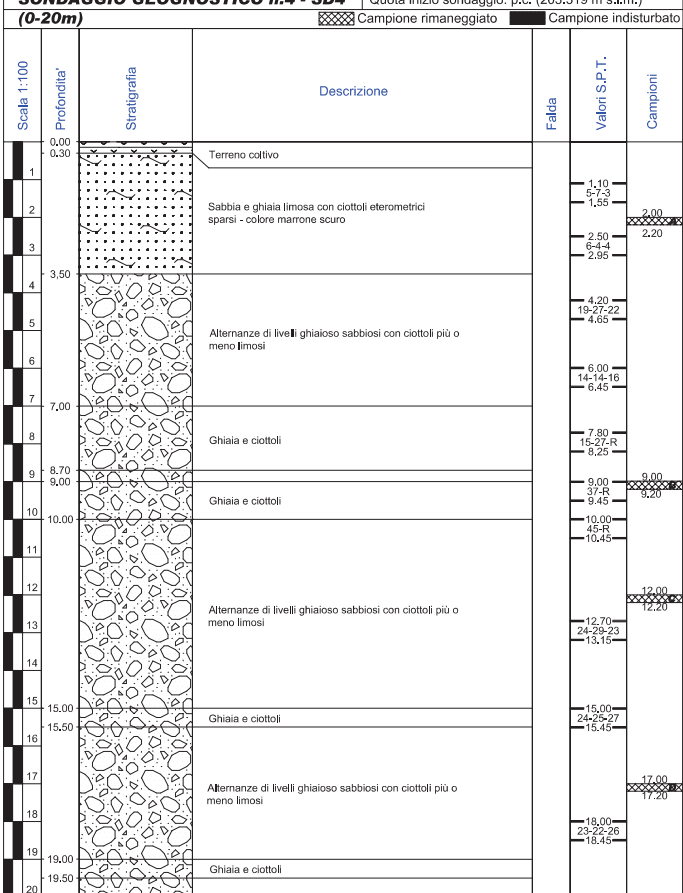 SONDAGGIO GEOGNOSTICO n.4 - SD4
Quota inizio sondaggio: p.c. (203.319 m s.l.m.)
(0-20m)
Campione rimaneggiato
Campione indisturbato
Scala 1:100
Profondita'
Stratigrafia
Descrizione
Falda
Valori S.P.T.
Campioni
0.00
0.30
Terreno coltivo
1
1.10
5-7-3
1.55
Sabbia e ghiaia limosa con ciottoli eterometrici
sparsi - colore marrone scuro
2
2.00
A
2.20
2.50
6-4-4
2.95
3
3,50
4
4.20
19-27-22
4.65
5
Alternanze di livelli ghiaioso sabbiosi con ciottoli più o
meno limosi
6
6.00
14-14-16
6.45
7
7,00
7.80
15-27-R
8.25
8
Ghiaia e ciottoli
8.70
9
9,00
9.00
37-R
9.45
9.00
B
9.20
Ghiaia e ciottoli
10
10.00
10.00
45-R
10.45
11
12
12.00
C
12.20
Alternanze di livelli ghiaioso sabbiosi con ciottoli più o
meno limosi
12.70
24-29-23
13.15
13
14
15
15.00
15.00
24-25-27
15.45
Ghiaia e ciottoli
15.50
16
17
17.00
D
17.20
Alternanze di livelli ghiaioso sabbiosi con ciottoli più o
meno limosi
18
18.00
23-22-26
18.45
19
19.00
Ghiaia e ciottoli
19.50
20